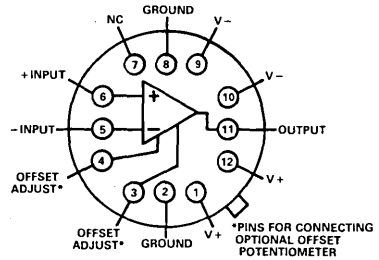 GROUND
NC
V−
7
8
9
+INPUT
6
+
10
V−
−INPUT
5
−
11
OUTPUT
4
12
OFFSET
ADJUST*
3
2
1
V+
OFFSET
ADJUST*
GROUND
V+
*PINS FOR CONNECTING
OPTIONAL OFFSET
POTENTIOMETER